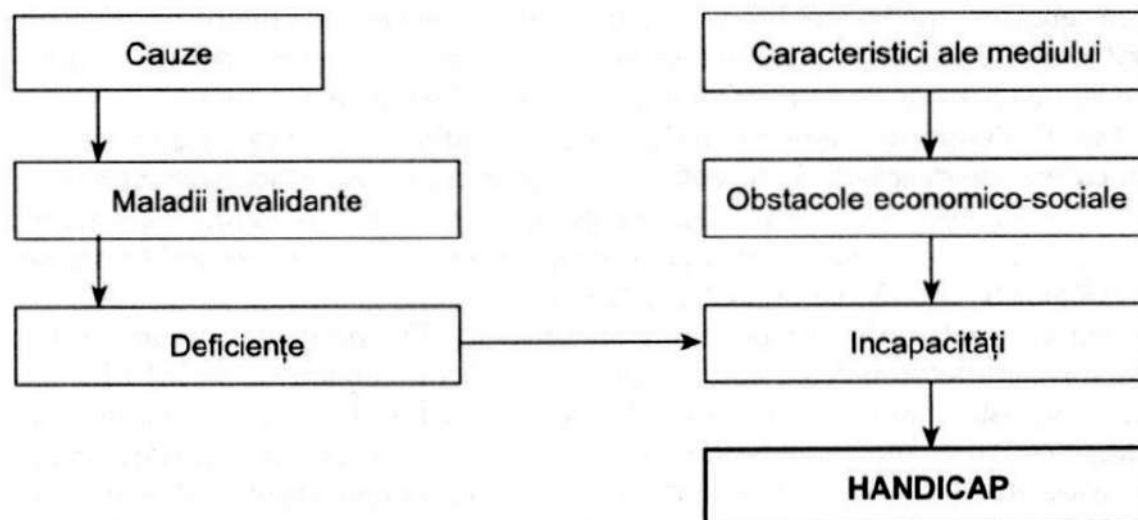 Cauze
Caracteristici ale mediului
Maladii invalidante
Obstacole economico-sociale
Deficiențe
Incapacități
HANDICAP